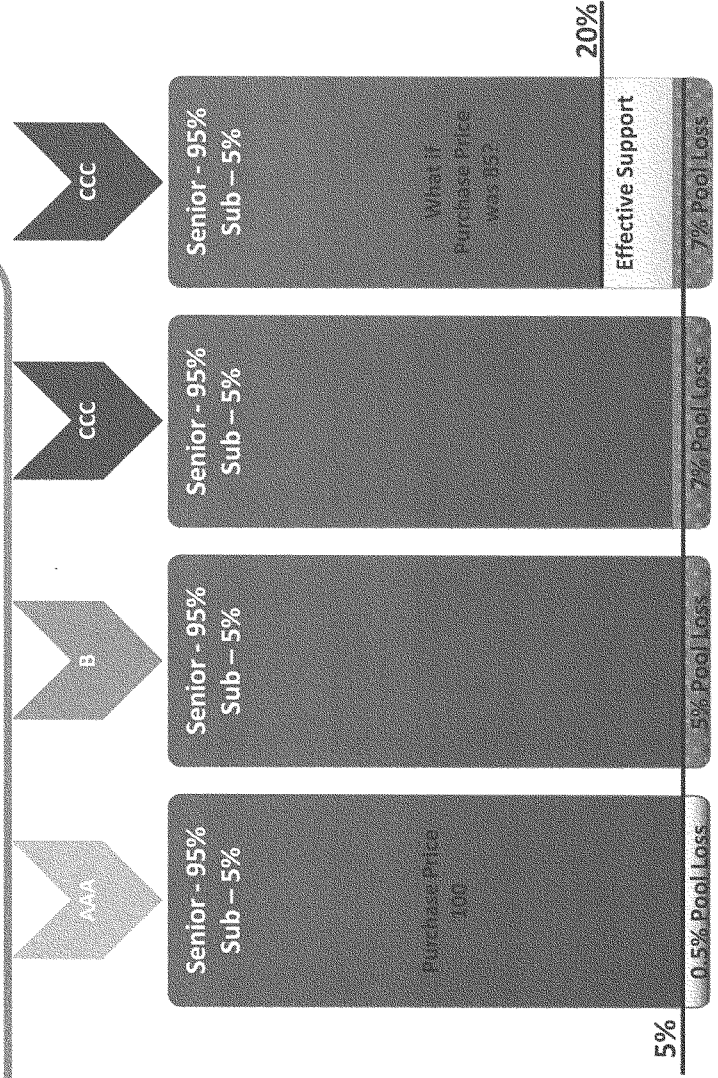 AAA
Senior - 95%
Sub – 5%
Purchase Price
100
0.5% Pool Loss
5%
B
Senior - 95%
Sub – 5%
5% Pool Loss
CCC
Senior - 95%
Sub – 5%
7% Pool Loss
CCC
Senior - 95%
Sub – 5%
What if
Purchase Price
was 85?
Effective Support
7% Pool Loss
20%